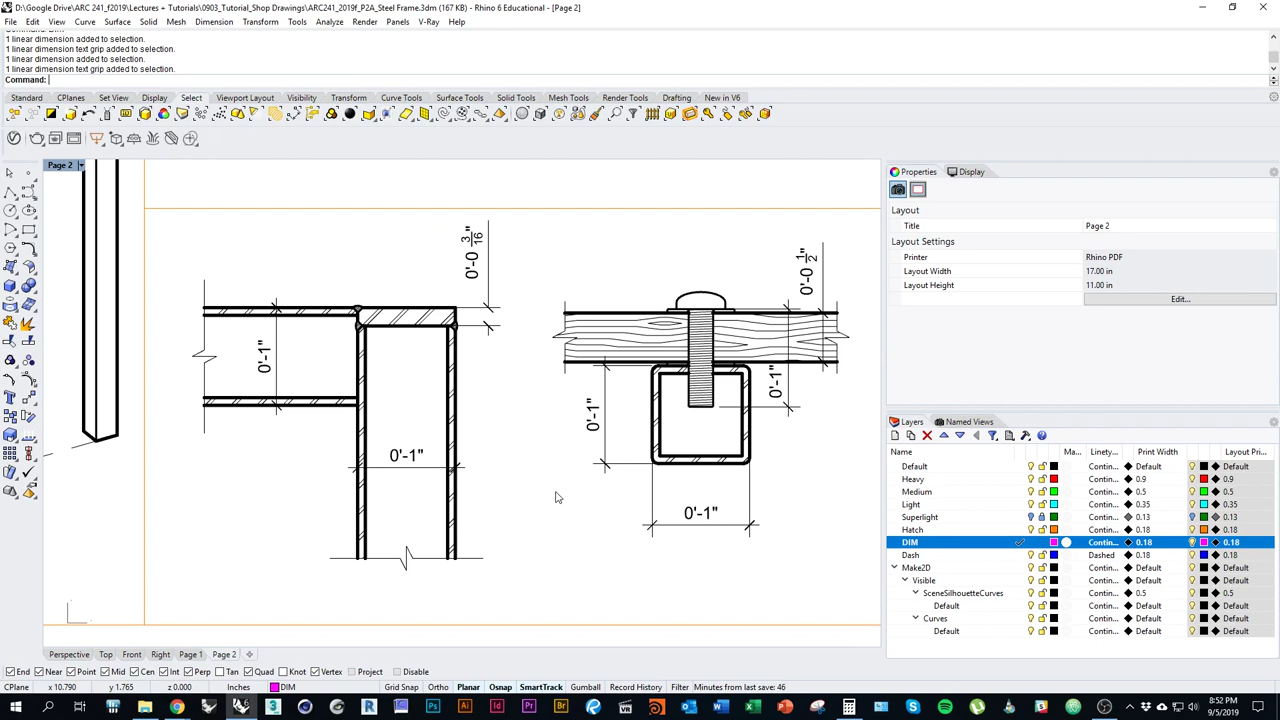 D:\Google Drive\ARC 241_f2019\Lectures + Tutorials\0903_Tutorial_Shop Drawings\ARC241_2019f_P2A_Steel Frame.3dm (167 KB) - Rhino 6 Educational - [Page 2]
File Edit View Curve Surface Solid Mesh Dimension Transform Tools Analyze Render Panels V-Ray Help
1 linear dimension added to selection.
1 linear dimension text grip added to selection.
1 linear dimension added to selection.
1 linear dimension text grip added to selection.
Command:
Standard CPlanes Set View Display Select Viewport Layout Visibility Transform Curve Tools Surface Tools Solid Tools Mesh Tools Render Tools Drafting New in V6
Page 2
Properties Display
Layout
Title Page 2
Layout Settings
Printer Rhino PDF
Layout Width 17.00 in
Layout Height 11.00 in
Edit...
0'-0 3/16"
0'-0 1/2"
0'-1"
0'-1"
0'-1"
0'-1"
0'-1"
Layers Named Views
Name Ma... Linety... Print Width Layout Pri...
Default Contin... Default Default
Heavy Contin... 0.9 0.9
Medium Contin... 0.5 0.5
Light Contin... 0.35 0.35
Superlight Contin... 0.13 0.13
Hatch Contin... 0.18 0.18
DIM Contin... 0.18 0.18
Dash Dashed 0.18 0.18
Make2D Contin... Default Default
Visible Contin... Default Default
SceneSilhouetteCurves Contin... 0.5 0.5
Default Contin... Default Default
Curves Contin... Default Default
Default Contin... Default Default
Perspective Top Front Right Page 1 Page 2
End Near Point Mid Cen Int Perp Tan Quad Knot Vertex Project Disable
CPlane x 10.790 y 1.765 z 0.000 Inches DIM Grid Snap Ortho Planar Osnap SmartTrack Gumball Record History Filter Minutes from last save: 46
8:52 PM
9/5/2019